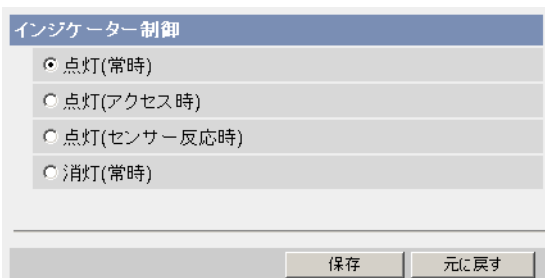 インジケーター制御
点灯(常時)
点灯(アクセス時)
点灯(センサー反応時)
消灯(常時)
保存 元に戻す